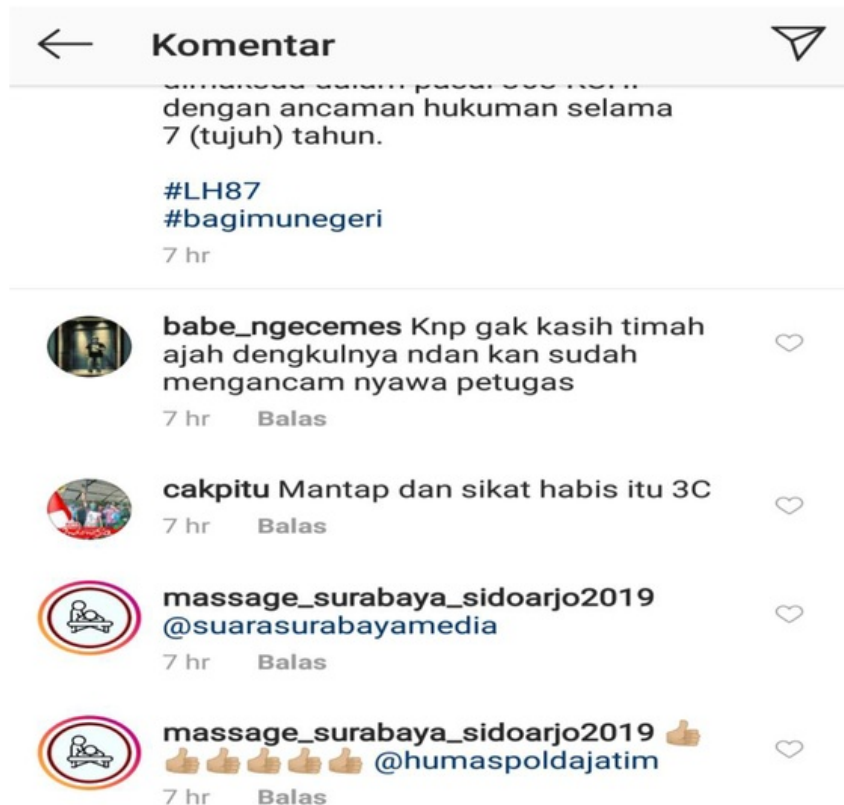 Komentar
dengan ancaman hukuman selama
7 (tujuh) tahun.
#LH87
#bagimunegeri
7 hr
babe_ngecemes Knp gak kasih timah
ajah dengkulnya ndan kan sudah
mengancam nyawa petugas
7 hr Balas
cakpitu Mantap dan sikat habis itu 3C
7 hr Balas
massage_surabaya_sidoarjo2019
@suarasurabayamedia
7 hr Balas
massage_surabaya_sidoarjo2019 👍🏼
👍🏼👍🏼👍🏼👍🏼👍🏼 @humaspoldajatim
7 hr Balas